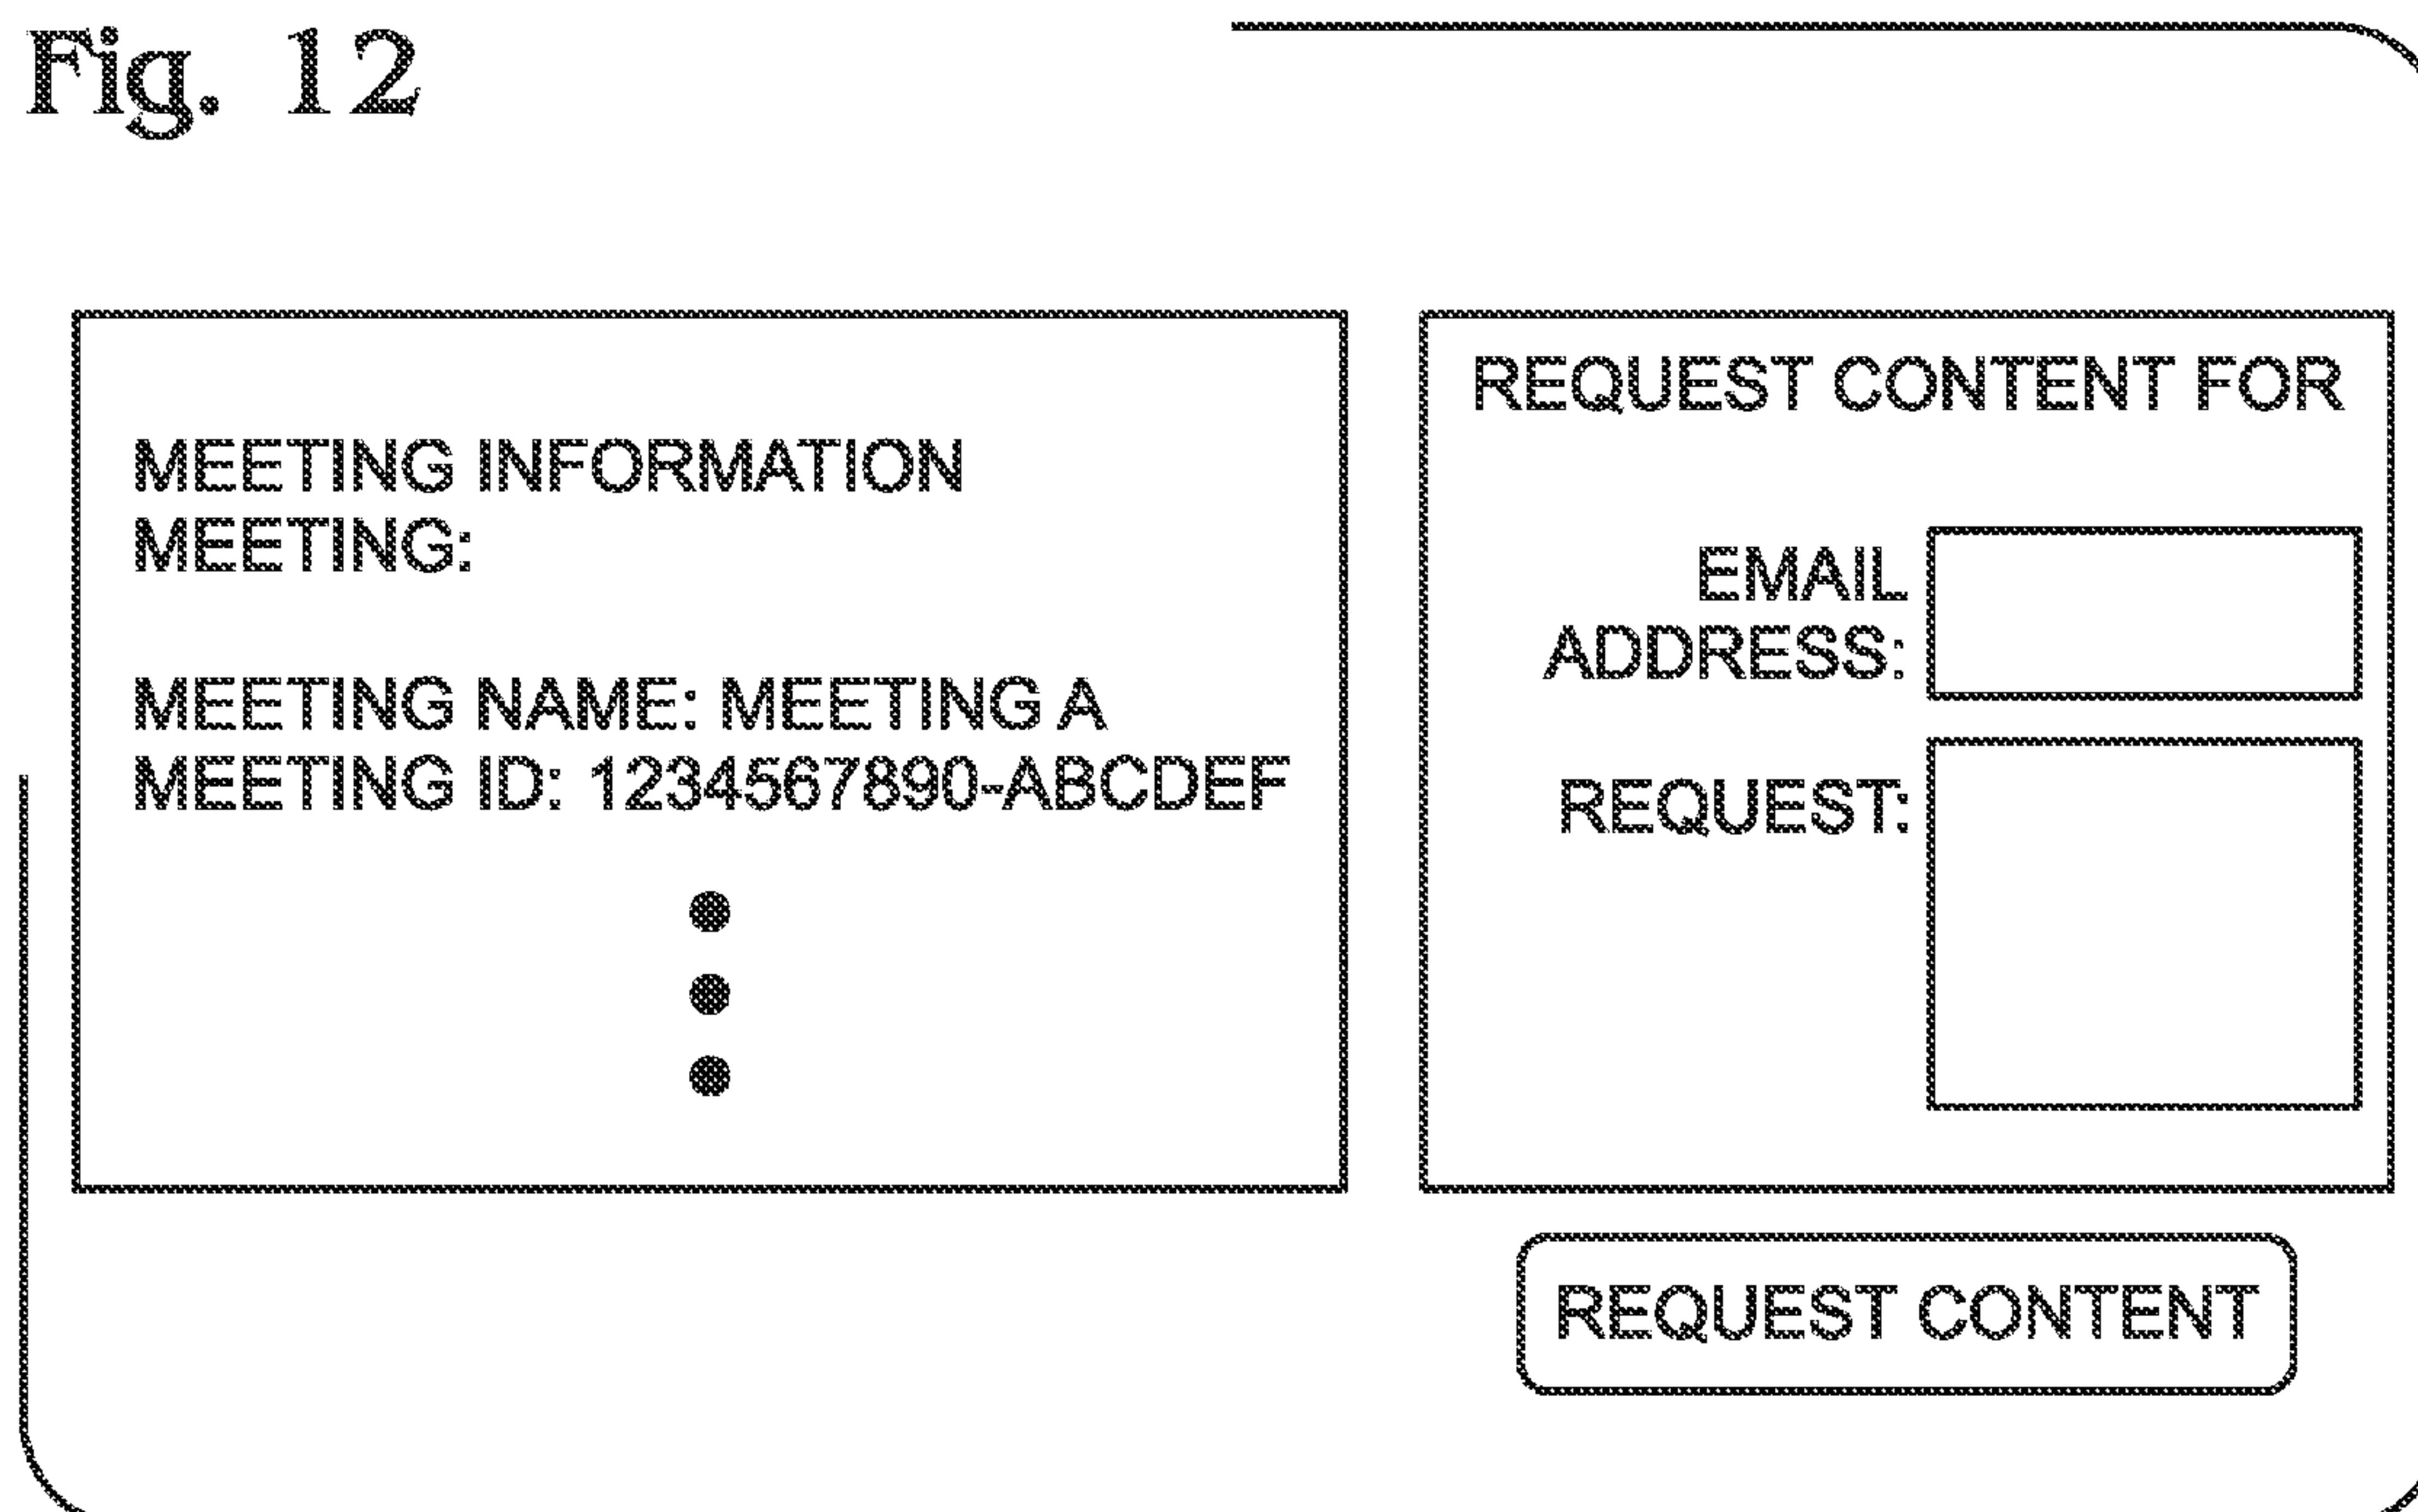 Fig. 12
MEETING INFORMATION
MEETING:
MEETING NAME: MEETING A
MEETING ID: 1234567890-ABCDEF
REQUEST CONTENT FOR
EMAIL
ADDRESS:
REQUEST:
REQUEST CONTENT